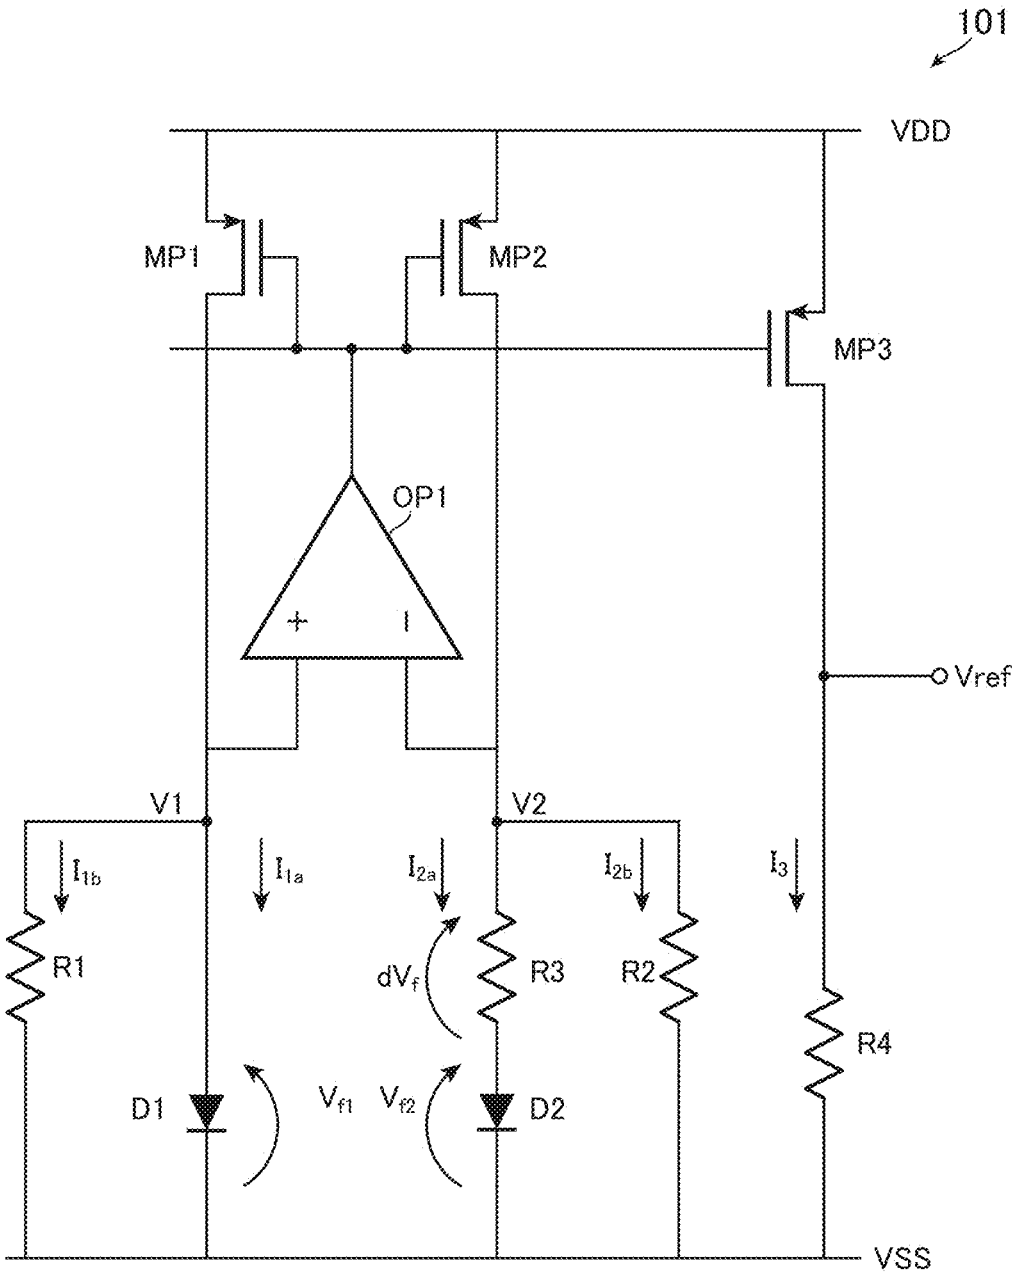 101
VDD
MP1
MP2
MP3
OP1
+ −
Vref
V1
V2
I1b
I1a
I2a
I2b
I3
R1
dVf
R3
R2
R4
D1
Vf1
Vf2
D2
VSS